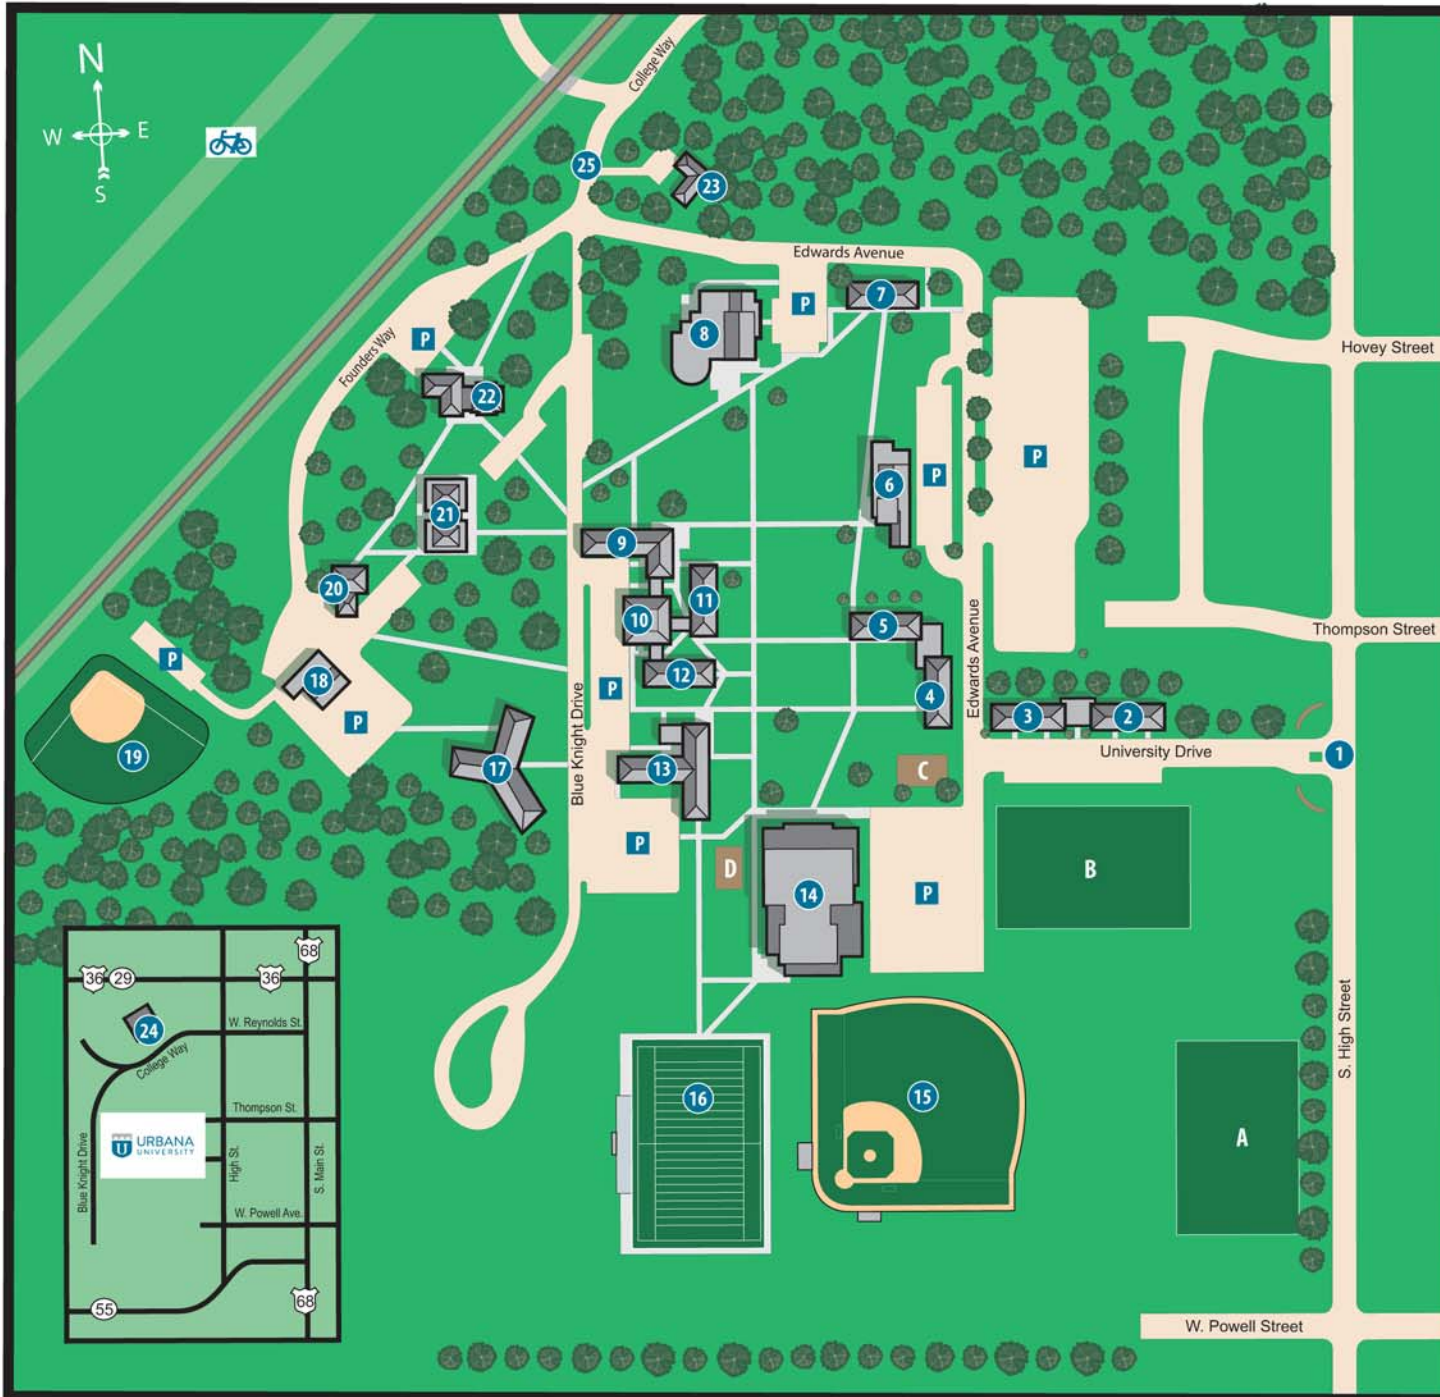 N
W
E
S
College Way
25
23
Edwards Avenue
7
P
8
P
Founders Way
22
Hovey Street
6
P
P
21
9
20
10
11
5
Edwards Avenue
Thompson Street
P
18
12
P
4
P
3
2
University Drive
1
19
17
13
Blue Knight Drive
C
P
D
14
P
B
S. High Street
16
15
A
W. Powell Street
68
36
29
36
24
W. Reynolds St.
College Way
Thompson St.
URBANA
UNIVERSITY
U
Blue Knight Drive
High St.
S. Main St.
W. Powell Ave.
55
68